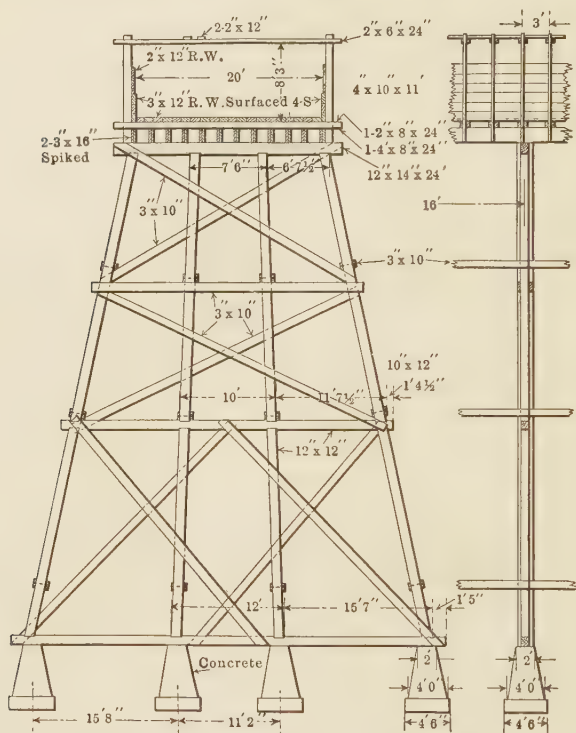 2-2"x 12"
2"x 6"x 24"
3'
2"x 12" R.W.
20'
8'3"
3"x 12" R.W. Surfaced 4-S
4"x 10"x 11'
2-3"x 16"
Spiked
1-2"x 8"x 24"
1-4"x 8"x 24"
12"x 14"x 24'
7'6"
6'-7½"
16'
3"x 10"
3"x 10"
3"x 10"
10"x 12"
1'4½"
10'
11'7½"
12"x 12"
12'
15'7"
1'5"
Concrete
2'
2'
4'0"
4'0"
15'8"
11'2"
4'6"
4'6"